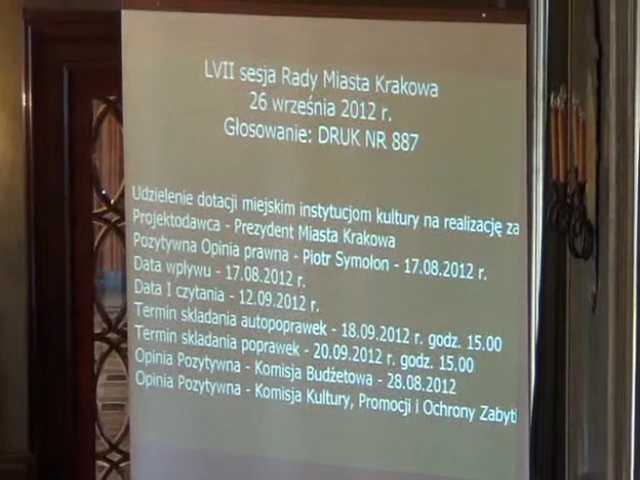 LVII sesja Rady Miasta Krakowa
26 września 2012 r.
Głosowanie: DRUK NR 887
Udzielenie dotacji miejskim instytucjom kultury na realizację za
Projektodawca - Prezydent Miasta Krakowa
Pozytywna Opinia prawna - Piotr Symołon - 17.08.2012 r.
Data wpływu - 17.08.2012 r.
Data I czytania - 12.09.2012 r.
Termin składania autopoprawek - 18.09.2012 r. godz. 15.00
Termin składania poprawek - 20.09.2012 r. godz. 15.00
Opinia Pozytywna - Komisja Budżetowa - 28.08.2012
Opinia Pozytywna - Komisja Kultury, Promocji i Ochrony Zabyt